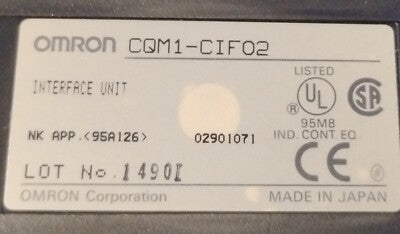 OMRON CQM1-CIF02
INTERFACE UNIT
LISTED
UL
®
SA
95M8
IND. CONT. EQ.
NK APP.<95A126> 02901071
CE
LOT No. 1490I
OMRON Corporation MADE IN JAPAN